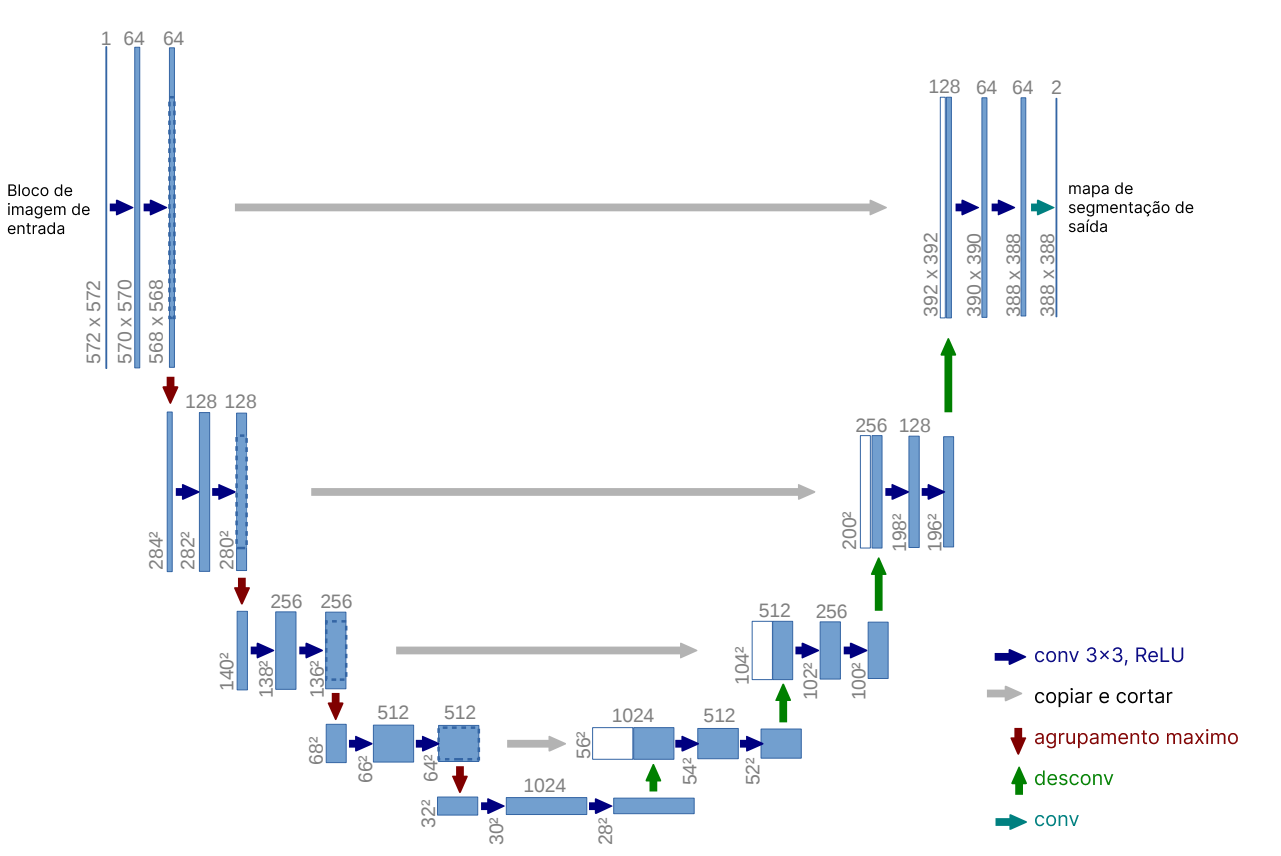 1 64 64
128 64 64 2
Bloco de
imagem de
entrada
mapa de
segmentação de
saída
572 x 572
570 x 570
568 x 568
392 x 392
390 x 390
388 x 388
388 x 388
128 128
256 128
284²
282²
280²
200²
198²
196²
256 256
512 256
140²
138²
136²
104²
102²
100²
512 512
1024 512
68²
66²
64²
56²
54²
52²
1024
32²
30²
28²
conv 3×3, ReLU
copiar e cortar
agrupamento maximo
desconv
conv